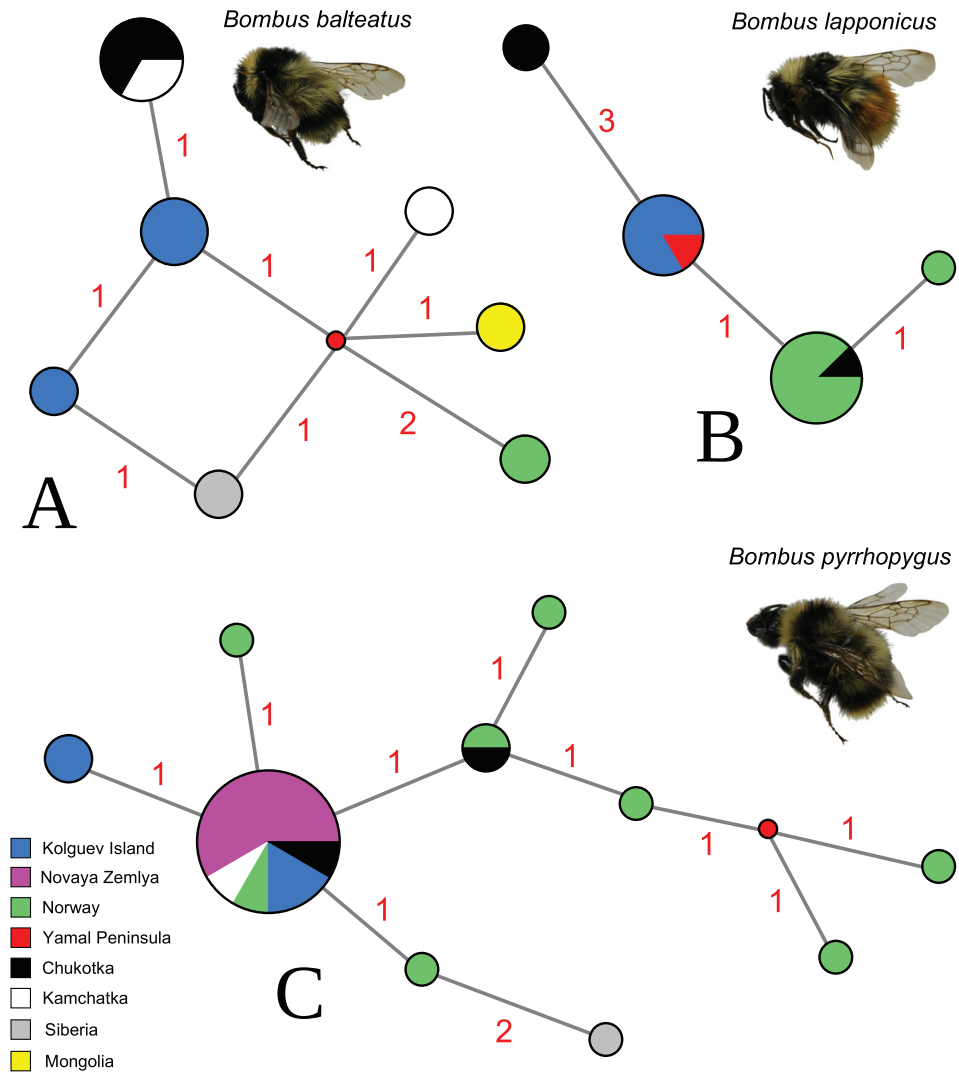 Bombus balteatus
Bombus lapponicus
1
3
1
1
1
1
1
1
1
2
1
1
A
B
Bombus pyrrhopygus
1
1
1
1
1
1
1
1
1
2
C
Kolguev Island
Novaya Zemlya
Norway
Yamal Peninsula
Chukotka
Kamchatka
Siberia
Mongolia